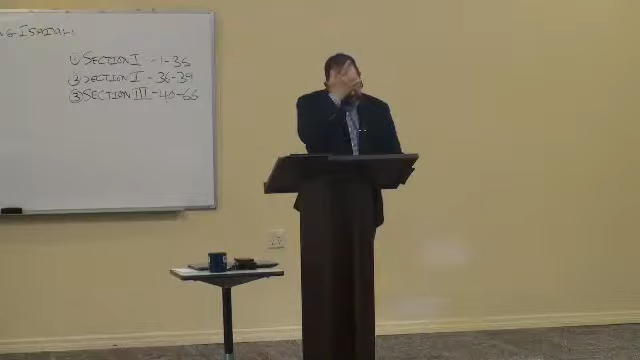 G ISAIAH:
① SECTION I - 1-35
② SECTION II - 36-39
③ SECTION III - 40-66